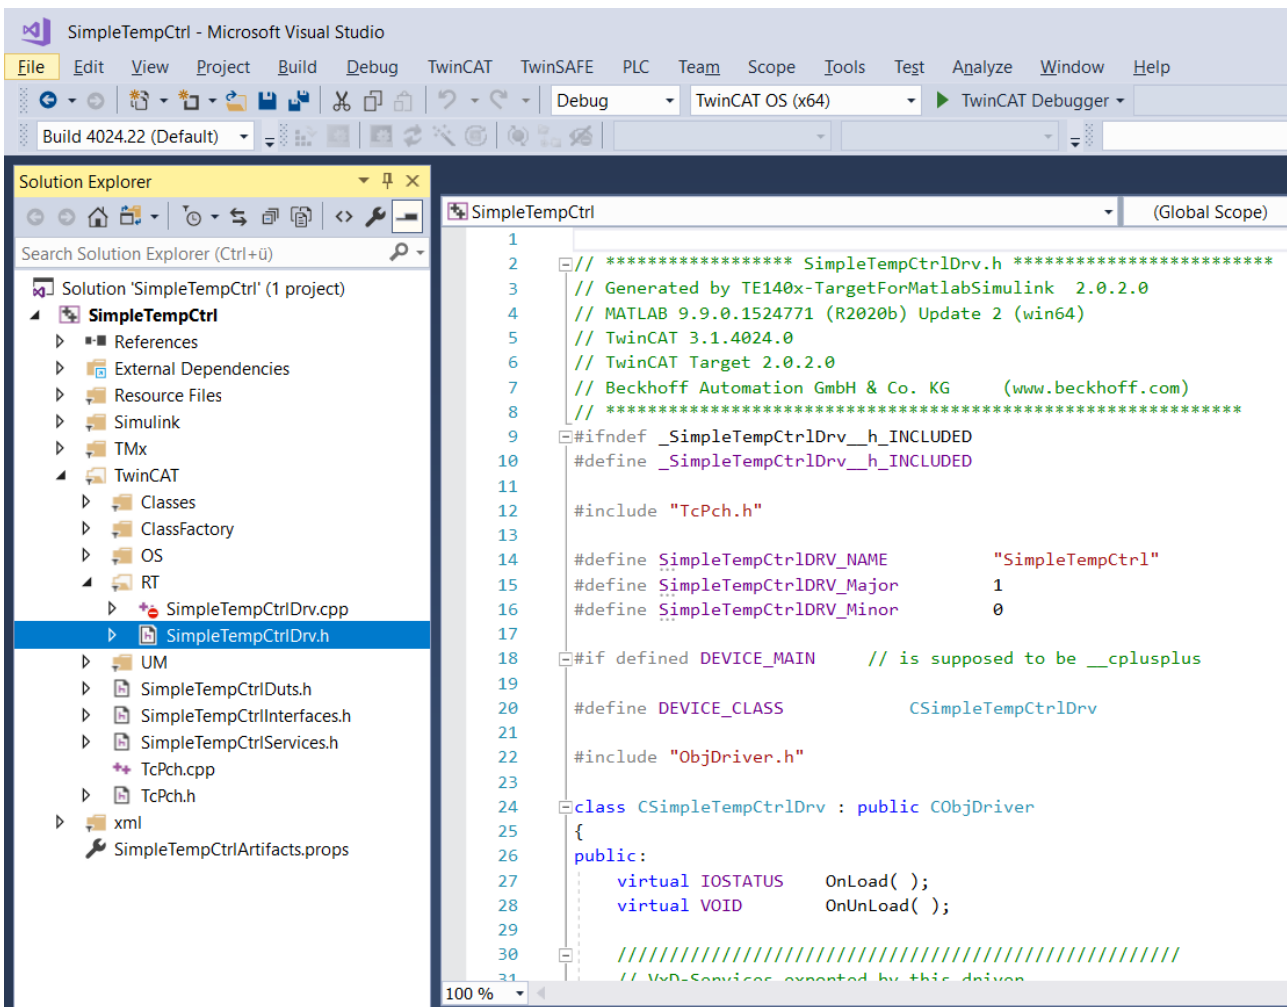 SimpleTempCtrl - Microsoft Visual Studio
File Edit View Project Build Debug TwinCAT TwinSAFE PLC Team Scope Tools Test Analyze Window Help
Debug TwinCAT OS (x64) TwinCAT Debugger
Build 4024.22 (Default)
Solution Explorer
Search Solution Explorer (Ctrl+ü)
Solution 'SimpleTempCtrl' (1 project)
SimpleTempCtrl
References
External Dependencies
Resource Files
Simulink
TMx
TwinCAT
Classes
ClassFactory
OS
RT
SimpleTempCtrlDrv.cpp
SimpleTempCtrlDrv.h
UM
SimpleTempCtrlDuts.h
SimpleTempCtrlInterfaces.h
SimpleTempCtrlServices.h
TcPch.cpp
TcPch.h
xml
SimpleTempCtrlArtifacts.props
SimpleTempCtrl (Global Scope)
1
2 // ****************** SimpleTempCtrlDrv.h *************************
3 // Generated by TE140x-TargetForMatlabSimulink 2.0.2.0
4 // MATLAB 9.9.0.1524771 (R2020b) Update 2 (win64)
5 // TwinCAT 3.1.4024.0
6 // TwinCAT Target 2.0.2.0
7 // Beckhoff Automation GmbH & Co. KG (www.beckhoff.com)
8 // *************************************************************
9 #ifndef _SimpleTempCtrlDrv__h_INCLUDED
10 #define _SimpleTempCtrlDrv__h_INCLUDED
11
12 #include "TcPch.h"
13
14 #define SimpleTempCtrlDRV_NAME "SimpleTempCtrl"
15 #define SimpleTempCtrlDRV_Major 1
16 #define SimpleTempCtrlDRV_Minor 0
17
18 #if defined DEVICE_MAIN // is supposed to be __cplusplus
19
20 #define DEVICE_CLASS CSimpleTempCtrlDrv
21
22 #include "ObjDriver.h"
23
24 class CSimpleTempCtrlDrv : public CObjDriver
25 {
26 public:
27 virtual IOSTATUS OnLoad( );
28 virtual VOID OnUnLoad( );
29
30 //////////////////////////////////////////////////////
31 // VxD-Services exported by this driver
100 %